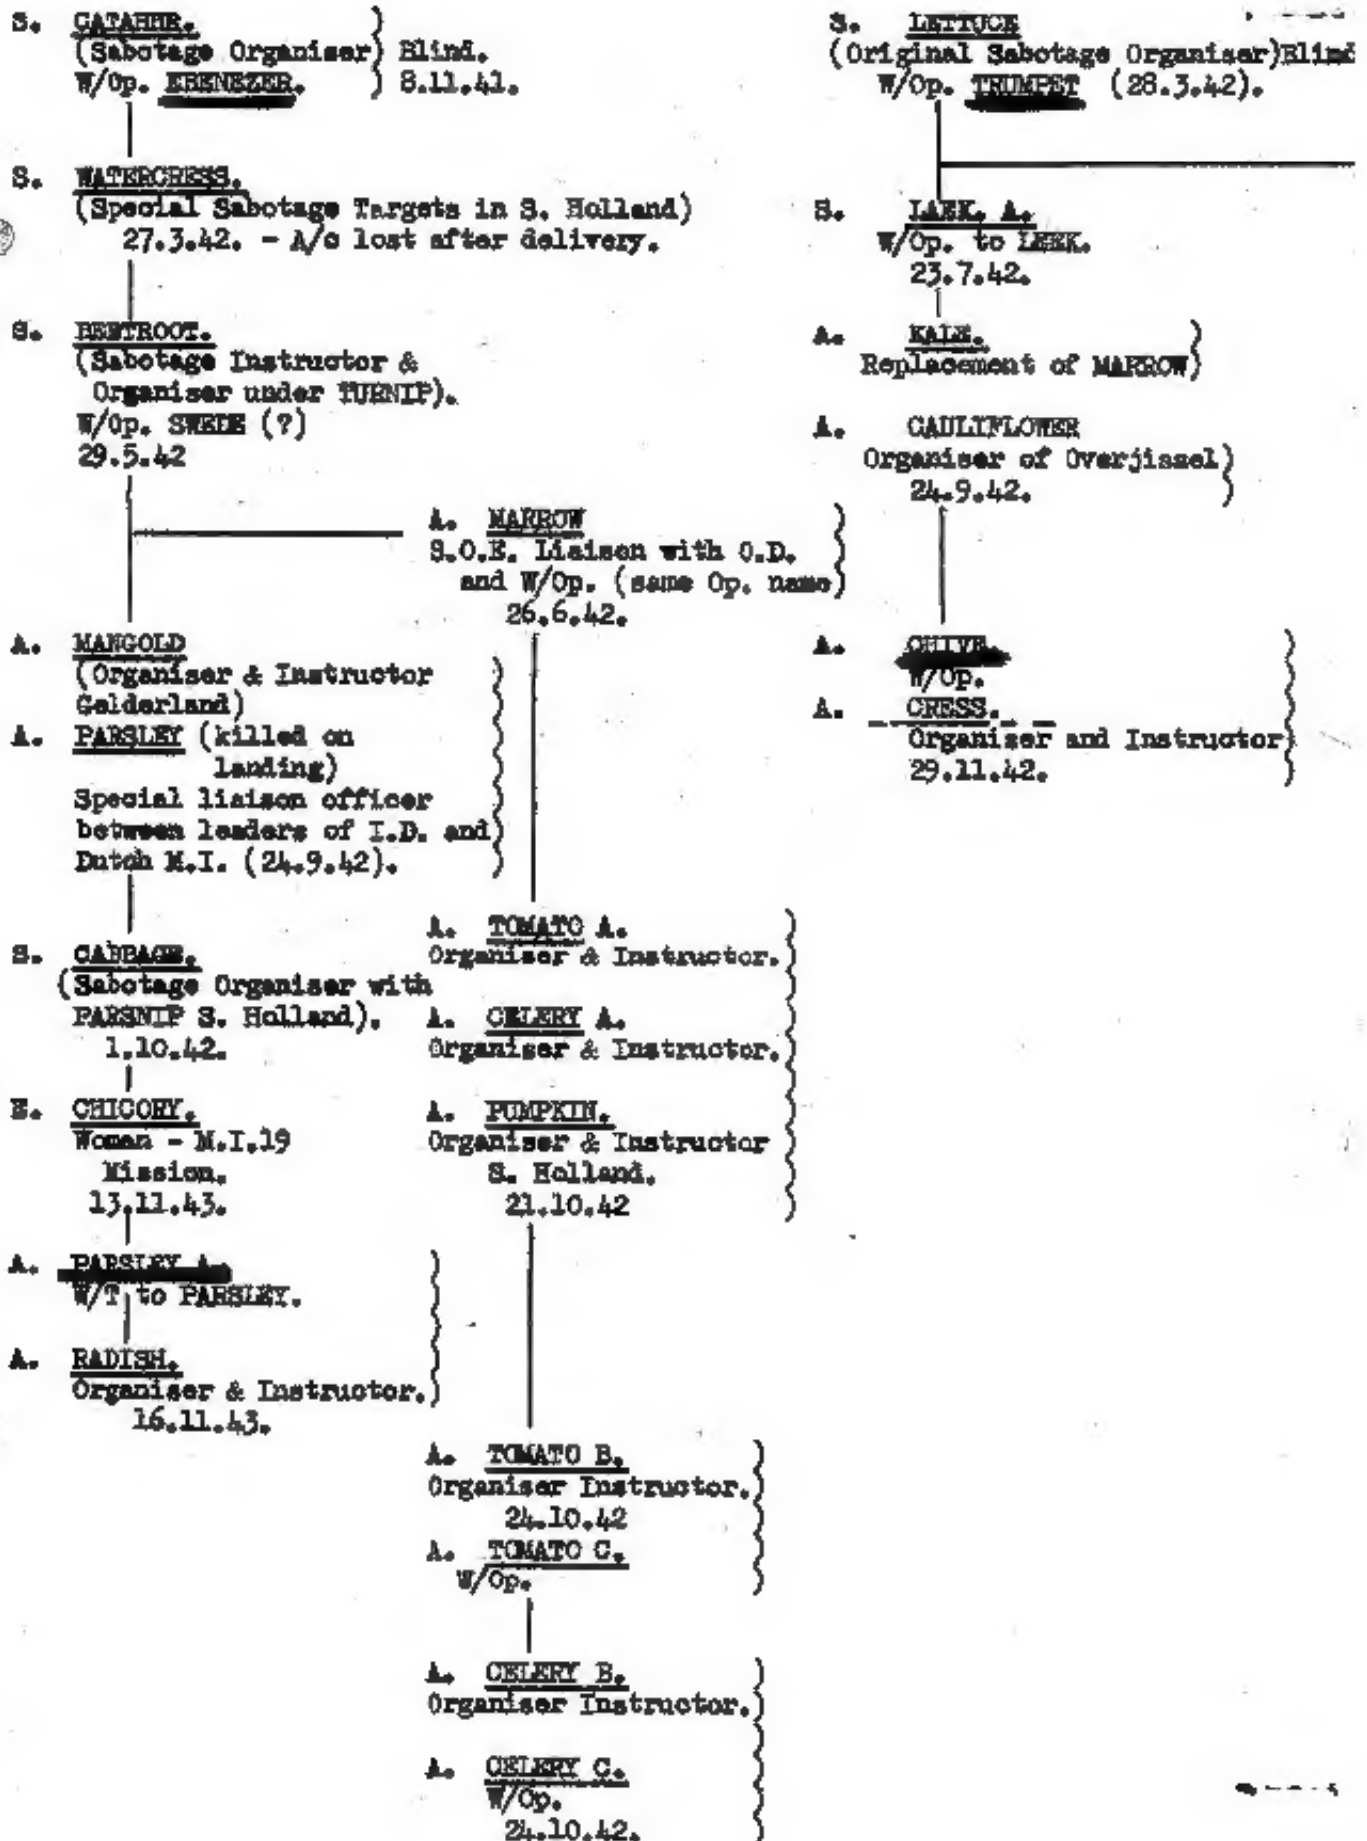 S. CATARRH.
(Sabotage Organiser) Blind.
W/Op. EBENEZER. ) 8.11.41.
S. WATERCRESS.
(Special Sabotage Targets in S. Holland)
27.3.42. - A/c lost after delivery.
S. BEETROOT.
(Sabotage Instructor &
Organiser under TURNIP).
W/Op. SWEDE (?)
29.5.42
A. MARROW
S.O.E. Liaison with O.D.
and W/Op. (same Op. name)
26.6.42.
A. MANGOLD
(Organiser & Instructor
Gelderland)
A. PARSLEY (killed on
landing)
Special liaison officer
between leaders of I.D. and
Dutch M.I. (24.9.42).
S. CABBAGE.
(Sabotage Organiser with
PARSNIP S. Holland).
1.10.42.
E. CHICORY.
Woman - M.I.19
Mission.
13.11.43.
A. PARSLEY A.
W/T to PARSLEY.
A. RADISH.
Organiser & Instructor.)
16.11.43.
A. TOMATO A.
Organiser & Instructor.
A. CELERY A.
Organiser & Instructor.
A. PUMPKIN.
Organiser & Instructor
S. Holland.
21.10.42
A. TOMATO B.
Organiser Instructor.)
24.10.42
A. TOMATO C.
W/Op.
A. CELERY B.
Organiser Instructor.)
A. CELERY C.
W/Op.
24.10.42.
S. LETTUCE
(Original Sabotage Organiser)Blind
W/Op. TRUMPET (28.3.42).
S. LEEK. A.
W/Op. to LEEK.
23.7.42.
A. KALE.
Replacement of MARROW)
A. CAULIFLOWER
Organiser of Overjissel)
24.9.42.
A. CHIVE.
W/Op.
A. CRESS.
Organiser and Instructor
29.11.42.